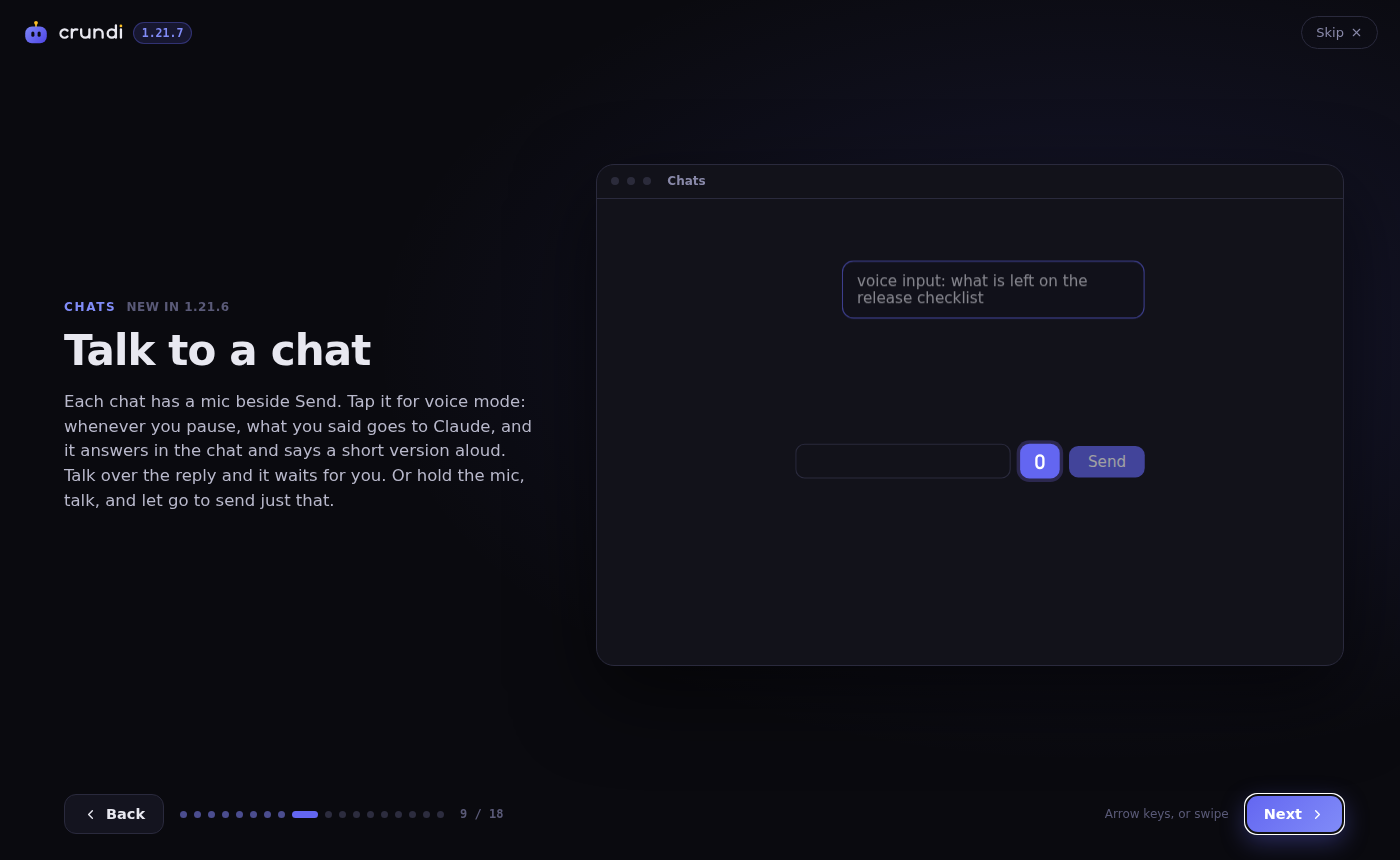 crundi
1.21.7
Skip
Chats
voice input: what is left on the
release checklist
CHATS NEW IN 1.21.6
Talk to a chat
Each chat has a mic beside Send. Tap it for voice mode:
whenever you pause, what you said goes to Claude, and
it answers in the chat and says a short version aloud.
Talk over the reply and it waits for you. Or hold the mic,
talk, and let go to send just that.
Send
Back
9 / 18
Arrow keys, or swipe
Next